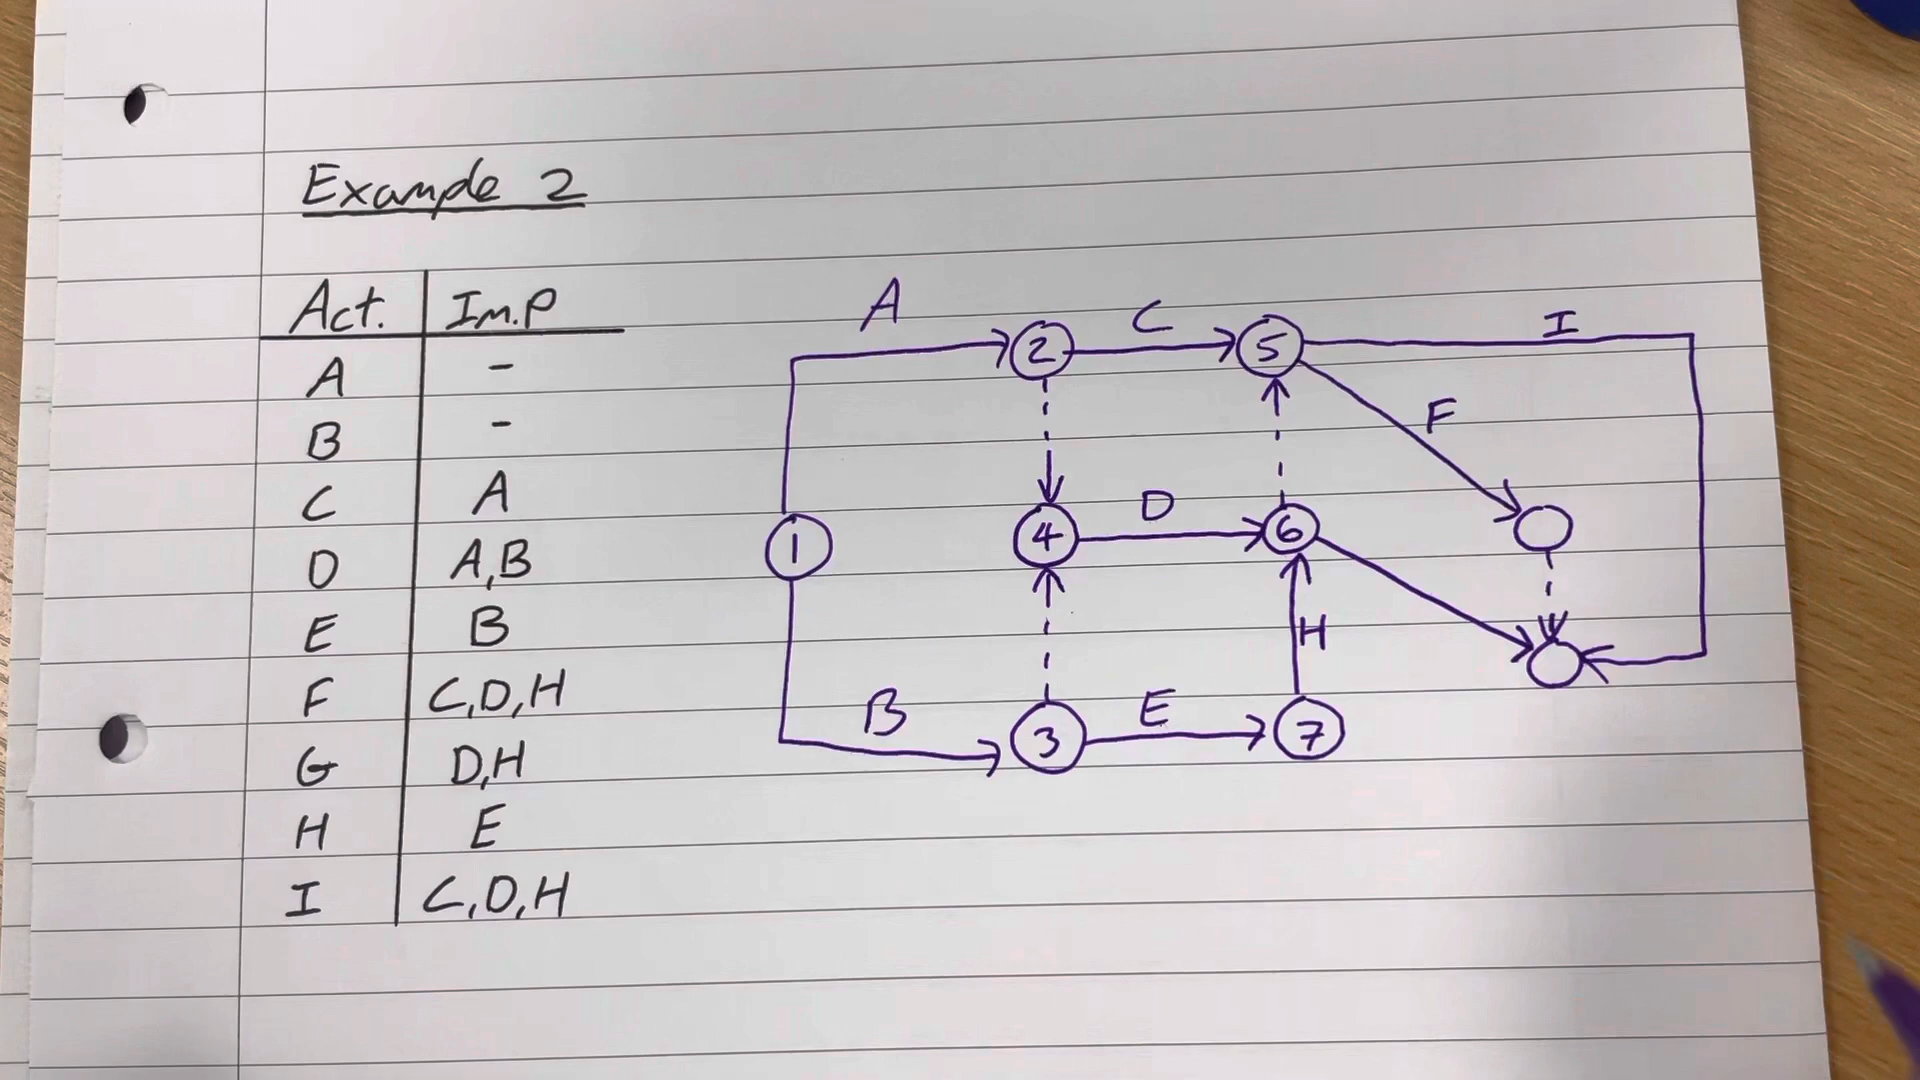 Example 2
Act. Im.P
A -
B -
C A
D A,B
E B
F C,D,H
G D,H
H E
I C,D,H
A C I
2 5
F
1 4 D 6
H
B 3 E 7